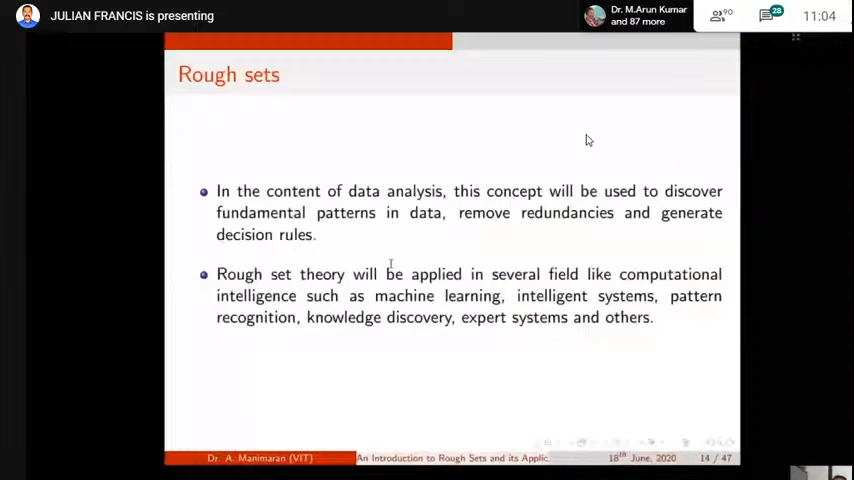 JULIAN FRANCIS is presenting
Dr. M.Arun Kumar
and 87 more
90
28
11:04
Rough sets
In the content of data analysis, this concept will be used to discover
fundamental patterns in data, remove redundancies and generate
decision rules.
Rough set theory will be applied in several field like computational
intelligence such as machine learning, intelligent systems, pattern
recognition, knowledge discovery, expert systems and others.
Dr. A. Manimaran (VIT)
An Introduction to Rough Sets and its Applic
18th June, 2020
14 / 47